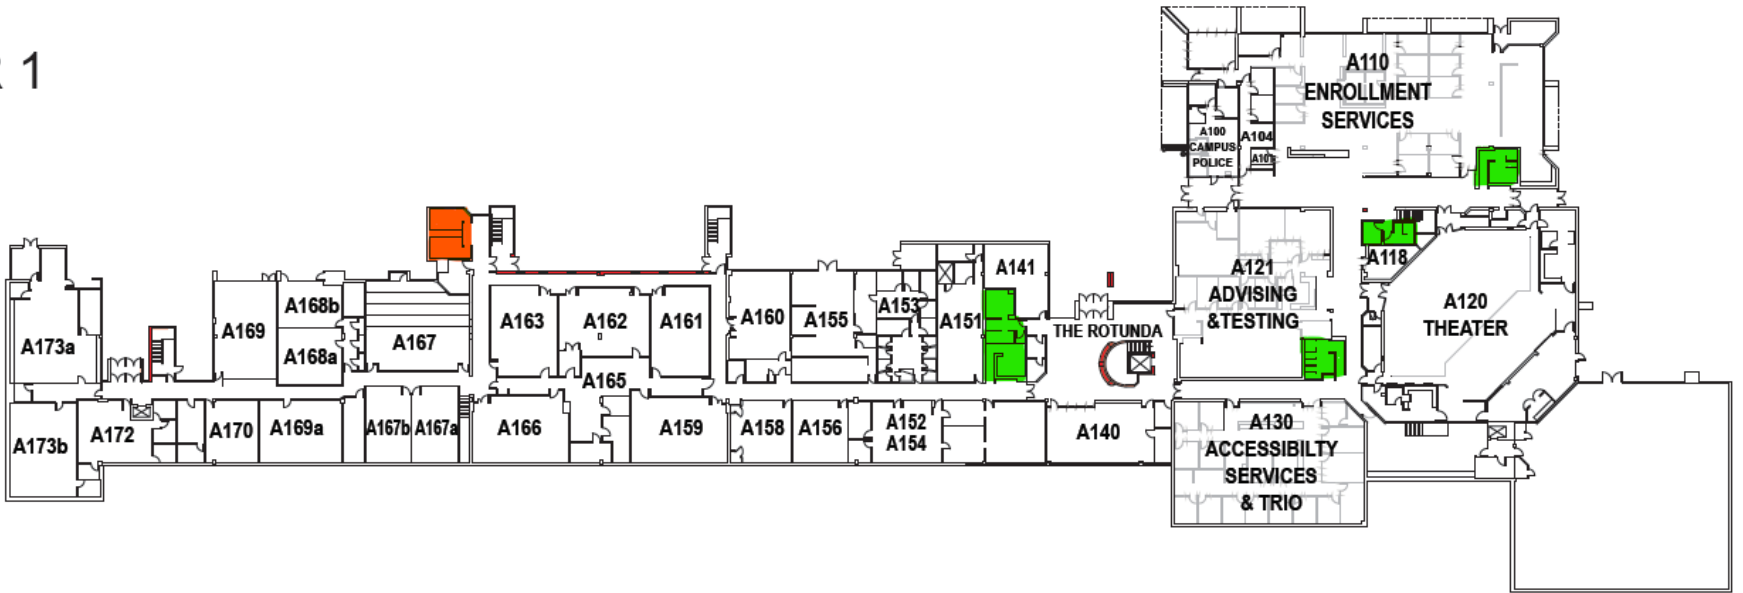 1
A110
ENROLLMENT
SERVICES
A100
CAMPUS
POLICE
A104
A101
A121
ADVISING
&TESTING
A118
A120
THEATER
A141
THE ROTUNDA
A173a
A169
A168b
A168a
A167
A163
A162
A161
A160
A155
A153
A151
A165
A173b
A172
A170
A169a
A167b
A167a
A166
A159
A158
A156
A152
A154
A140
A130
ACCESSIBILTY
SERVICES
& TRIO